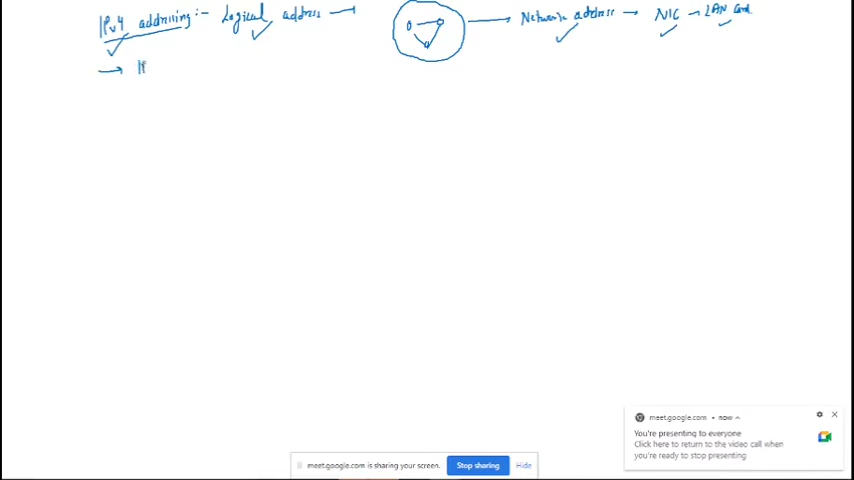 IPv4 addressing :- Logical address → → Network address → NIC → LAN Card
→ IP
meet.google.com • now
You're presenting to everyone
Click here to return to the video call when
you're ready to stop presenting
meet.google.com is sharing your screen. Stop sharing Hide